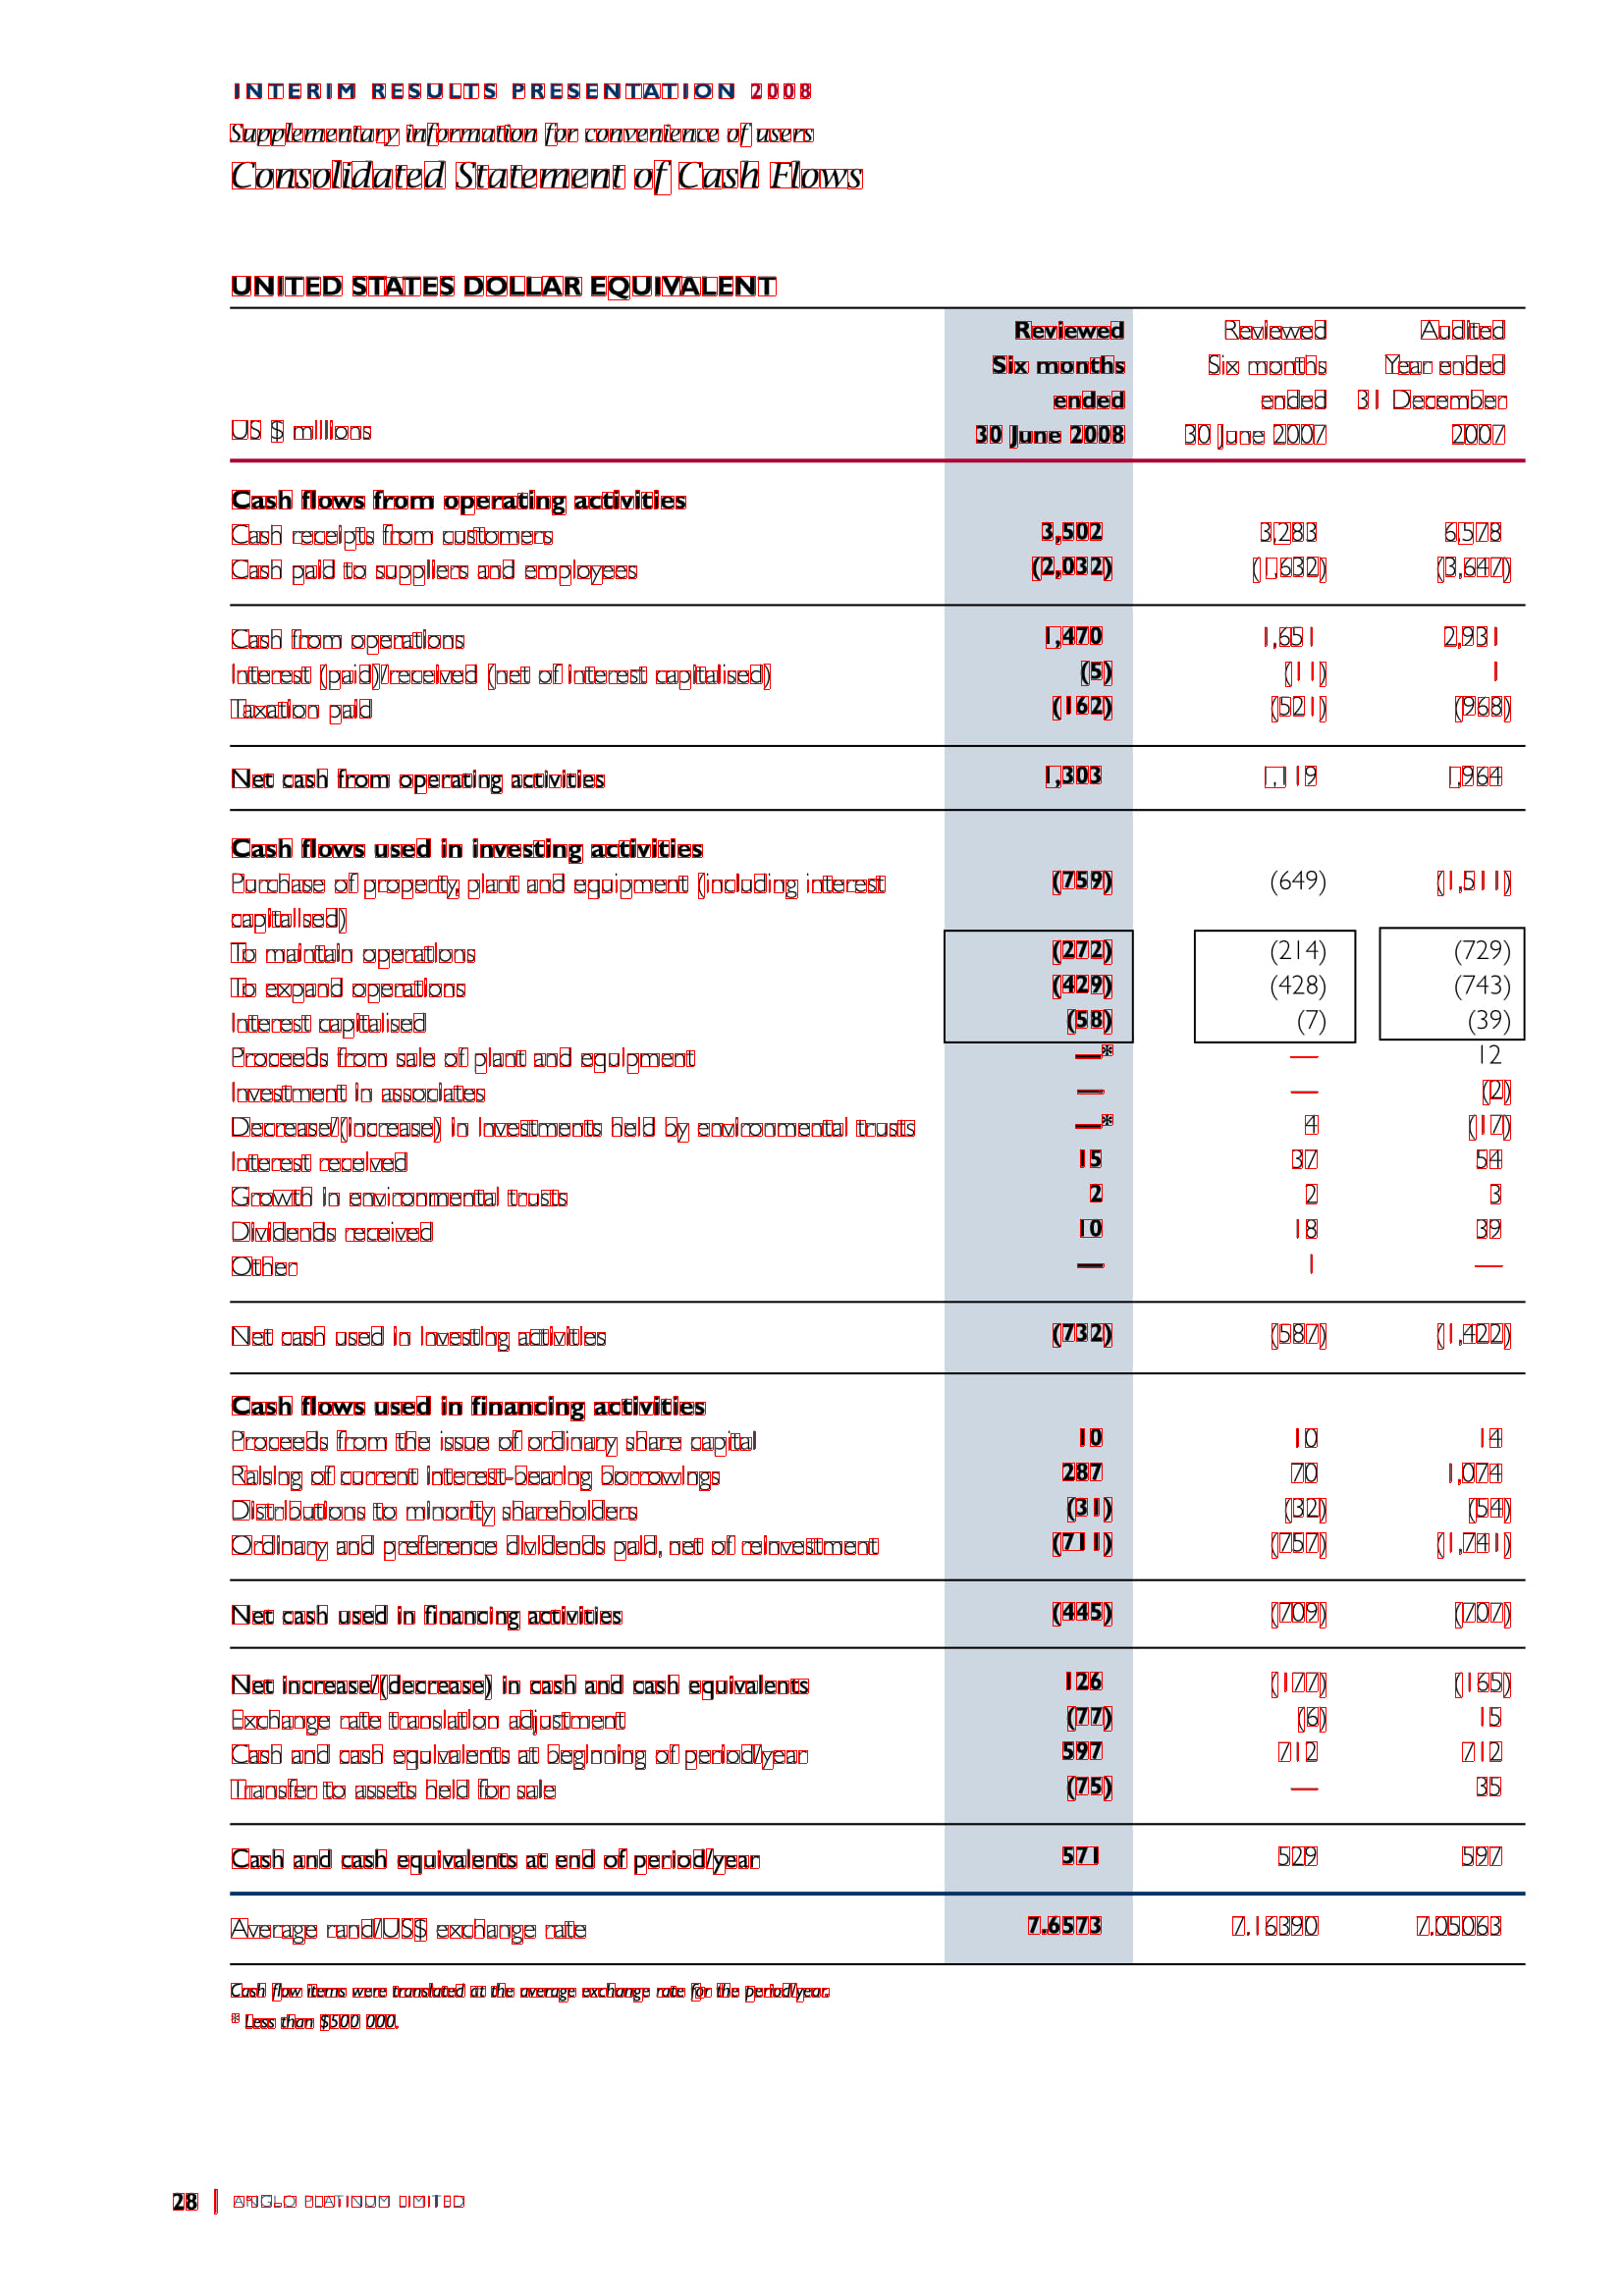 INTERIM RESULTS PRESENTATION 2008
Supplementary information for convenience of users
Consolidated Statement of Cash Flows
UNITED STATES DOLLAR EQUIVALENT
Reviewed Reviewed Audited
Six months Six months Year ended
ended ended 31 December
US $ millions 30 June 2008 30 June 2007 2007
Cash flows from operating activities
Cash receipts from customers 3,502 3,283 6,578
Cash paid to suppliers and employees (2,032) (1,632) (3,647)
Cash from operations 1,470 1,651 2,931
Interest (paid)/received (net of interest capitalised) (5) (11) 1
Taxation paid (162) (521) (968)
Net cash from operating activities 1,303 1,119 1,964
Cash flows used in investing activities
Purchase of property, plant and equipment (including interest (759) (649) (1,511)
capitalised)
To maintain operations (272) (214) (729)
To expand operations (429) (428) (743)
Interest capitalised (58) (7) (39)
Proceeds from sale of plant and equipment —* — 12
Investment in associates — — (2)
Decrease/(increase) in investments held by environmental trusts —* 4 (17)
Interest received 15 37 54
Growth in environmental trusts 2 2 3
Dividends received 10 18 39
Other — 1 —
Net cash used in investing activities (732) (587) (1,422)
Cash flows used in financing activities
Proceeds from the issue of ordinary share capital 10 10 14
Raising of current interest-bearing borrowings 287 70 1,074
Distributions to minority shareholders (31) (32) (54)
Ordinary and preference dividends paid, net of reinvestment (711) (757) (1,741)
Net cash used in financing activities (445) (709) (707)
Net increase/(decrease) in cash and cash equivalents 126 (177) (165)
Exchange rate translation adjustment (77) (6) 15
Cash and cash equivalents at beginning of period/year 597 712 712
Transfer to assets held for sale (75) — 35
Cash and cash equivalents at end of period/year 571 529 597
Average rand/US$ exchange rate 7.6573 7.16390 7.05063
Cash flow items were translated at the average exchange rate for the period/year.
* Less than $500 000.
28 | ANGLO PLATINUM LIMITED